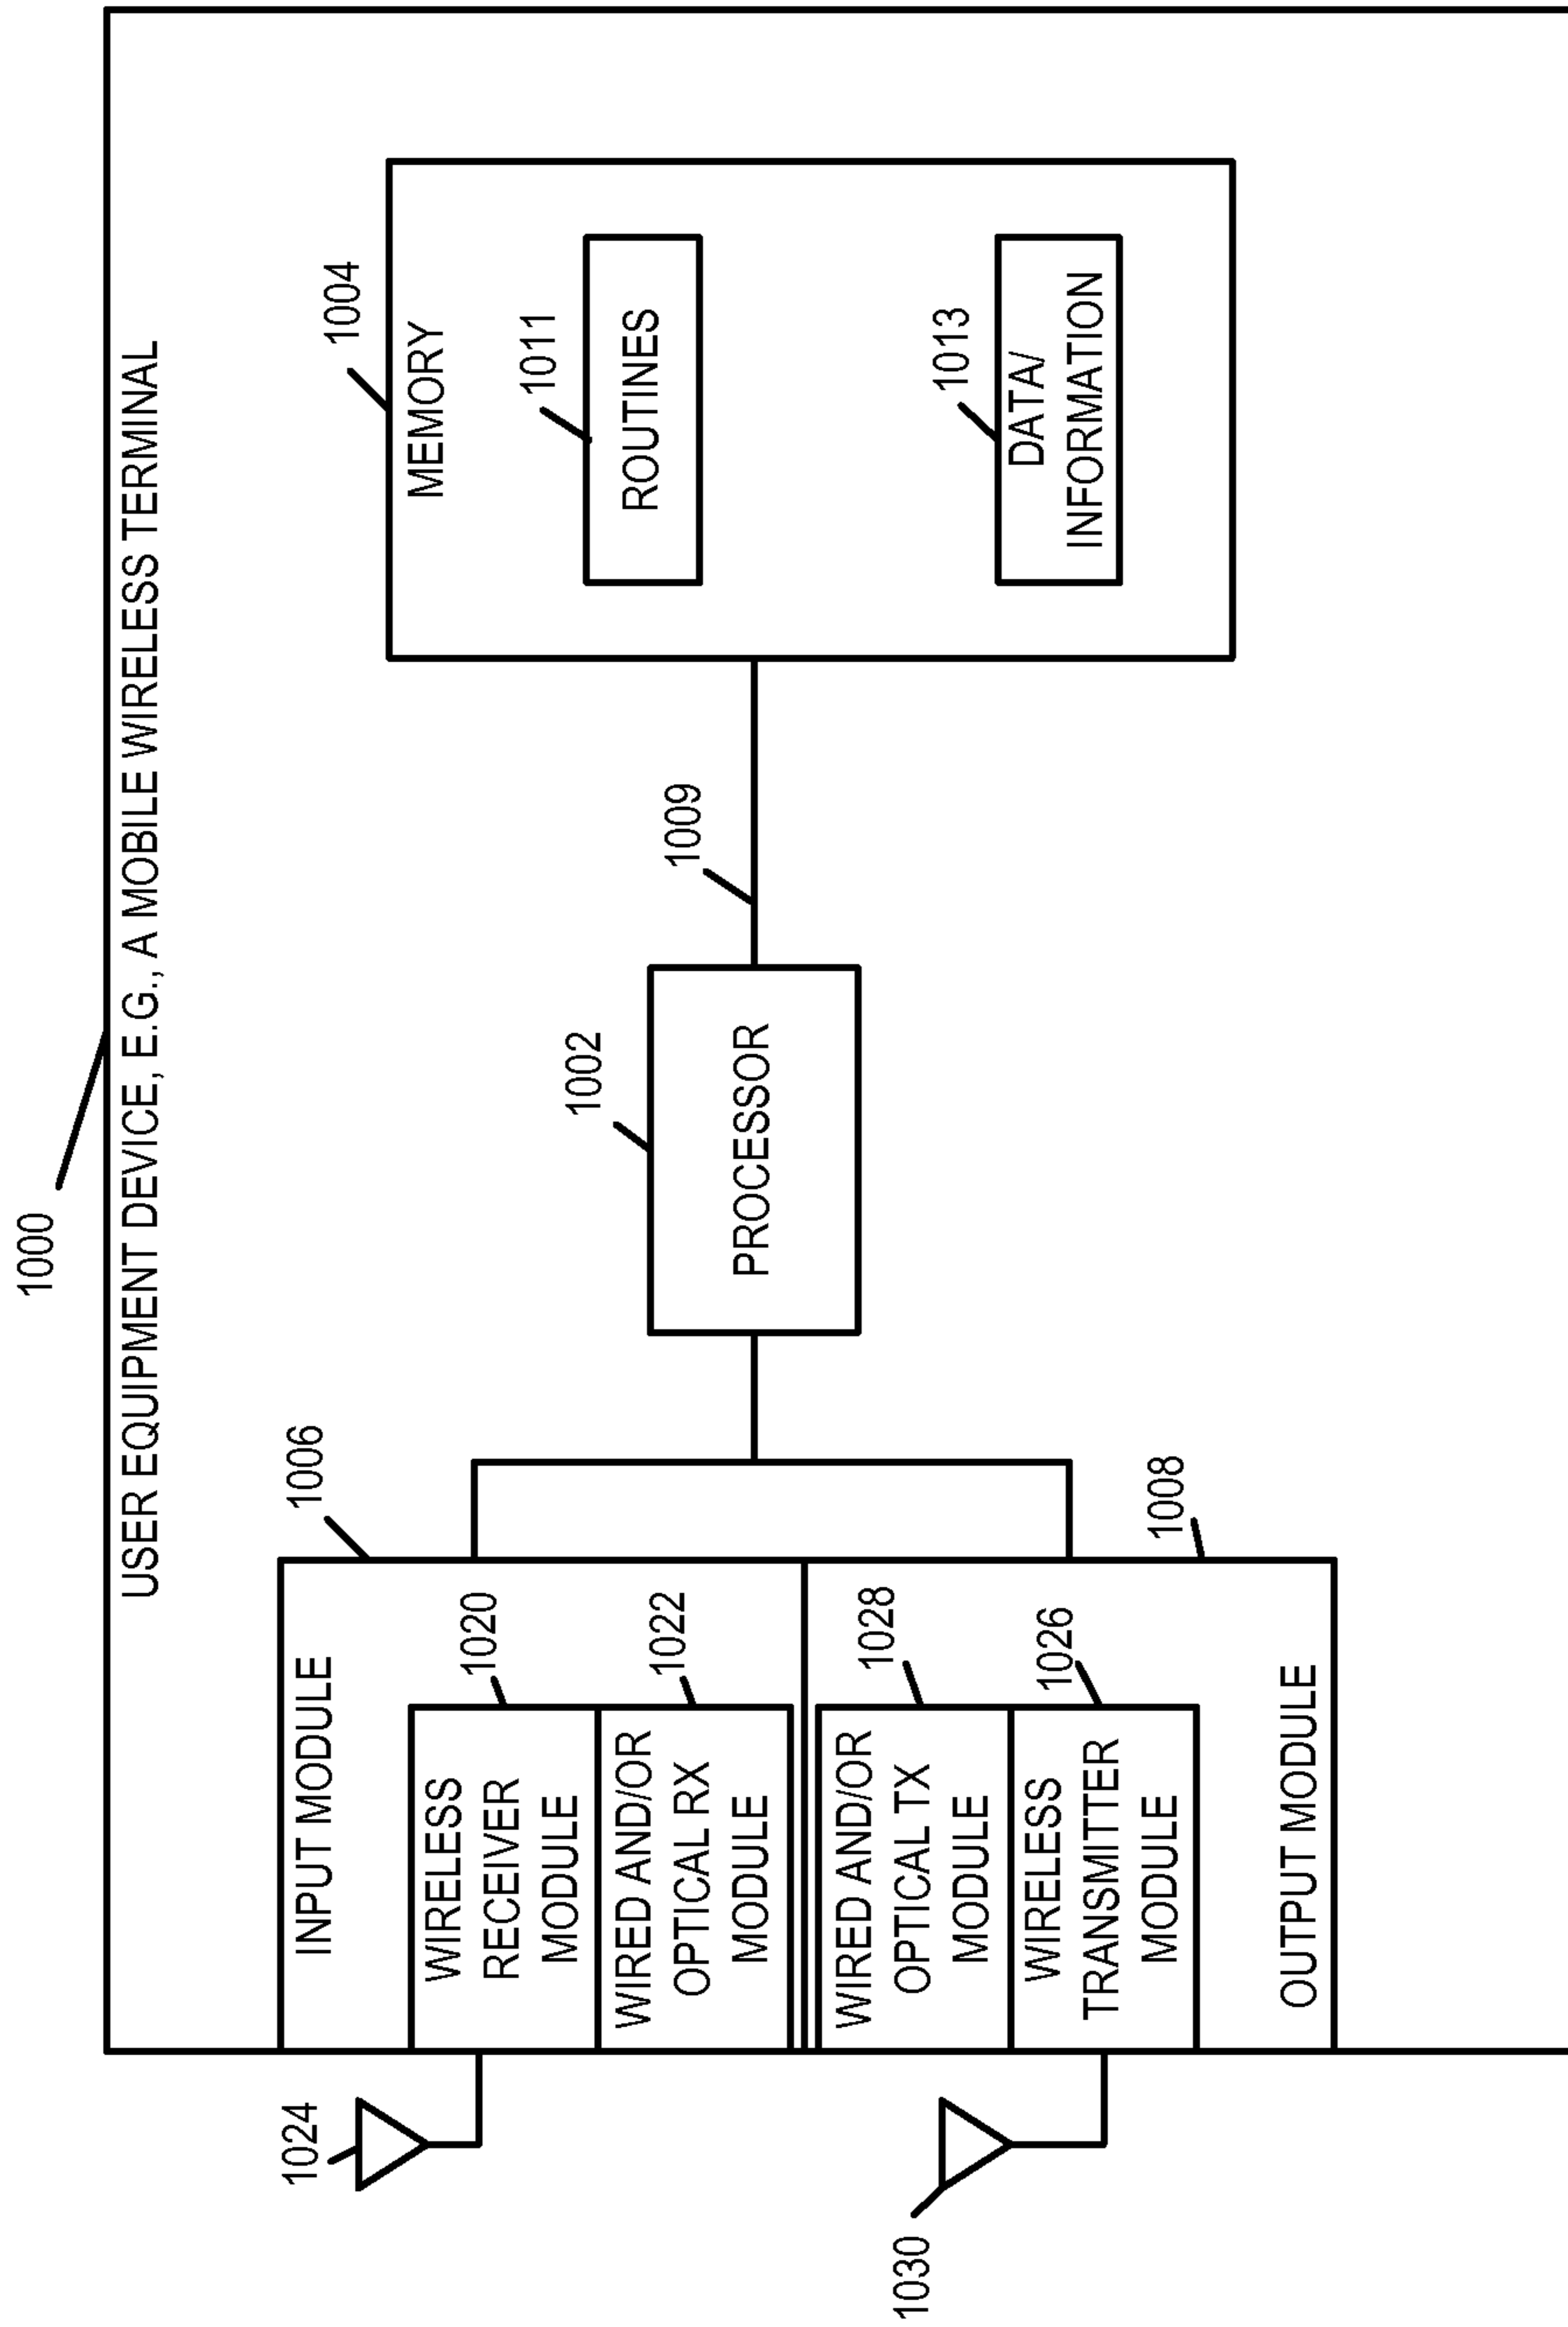 1000
USER EQUIPMENT DEVICE, E.G., A MOBILE WIRELESS TERMINAL
1024
INPUT MODULE
1006
WIRELESS
RECEIVER
MODULE
1020
WIRED AND/OR
OPTICAL RX
MODULE
1022
1030
WIRED AND/OR
OPTICAL TX
MODULE
1028
WIRELESS
TRANSMITTER
MODULE
1026
OUTPUT MODULE
1008
1002
PROCESSOR
1009
1004
MEMORY
1011
ROUTINES
1013
DATA/
INFORMATION